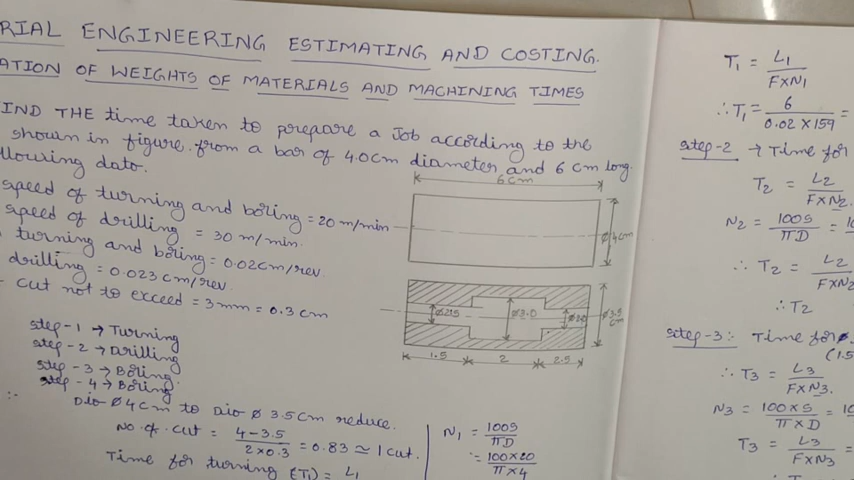 RIAL ENGINEERING ESTIMATING AND COSTING.
ATION OF WEIGHTS OF MATERIALS AND MACHINING TIMES
IND THE time taken to prepare a Job according to the
shown in figure. from a bar of 4.0cm diameter and 6 cm long.
llowing data.
speed of turning and boring = 20 m/min
speed of drilling = 30 m/min.
turning and boring = 0.02cm/rev.
drilling = 0.023 cm/rev
cut not to exceed = 3mm = 0.3 cm
6cm
Ø4cm
Ø3.0
Ø2.0
Ø3.5 cm
1.5 2 2.5
step-1 → Turning
step-2 → Drilling
step-3 → Boring
step-4 → Boring.
Dia Ø4cm to Dia Ø 3.5cm reduce.
No. of. cut = 4-3.5 / 2×0.3 = 0.83 ≃ 1 cut.
Time for turning (T1) = L1
N1 = 100S / πD
= 100×20 / π×4
T1 = L1 / F×N1
∴ T1 = 6 / 0.02×159 =
step-2 → Time for
T2 = L2 / F×N2.
N2 = 100S / πD = 10
∴ T2 = L2 / F×N2
∴ T2
step-3:- Time for
(1.5
∴ T3 = L3 / F×N3.
N3 = 100×S / π×D = 10
T3 = L3 / F×N3 =